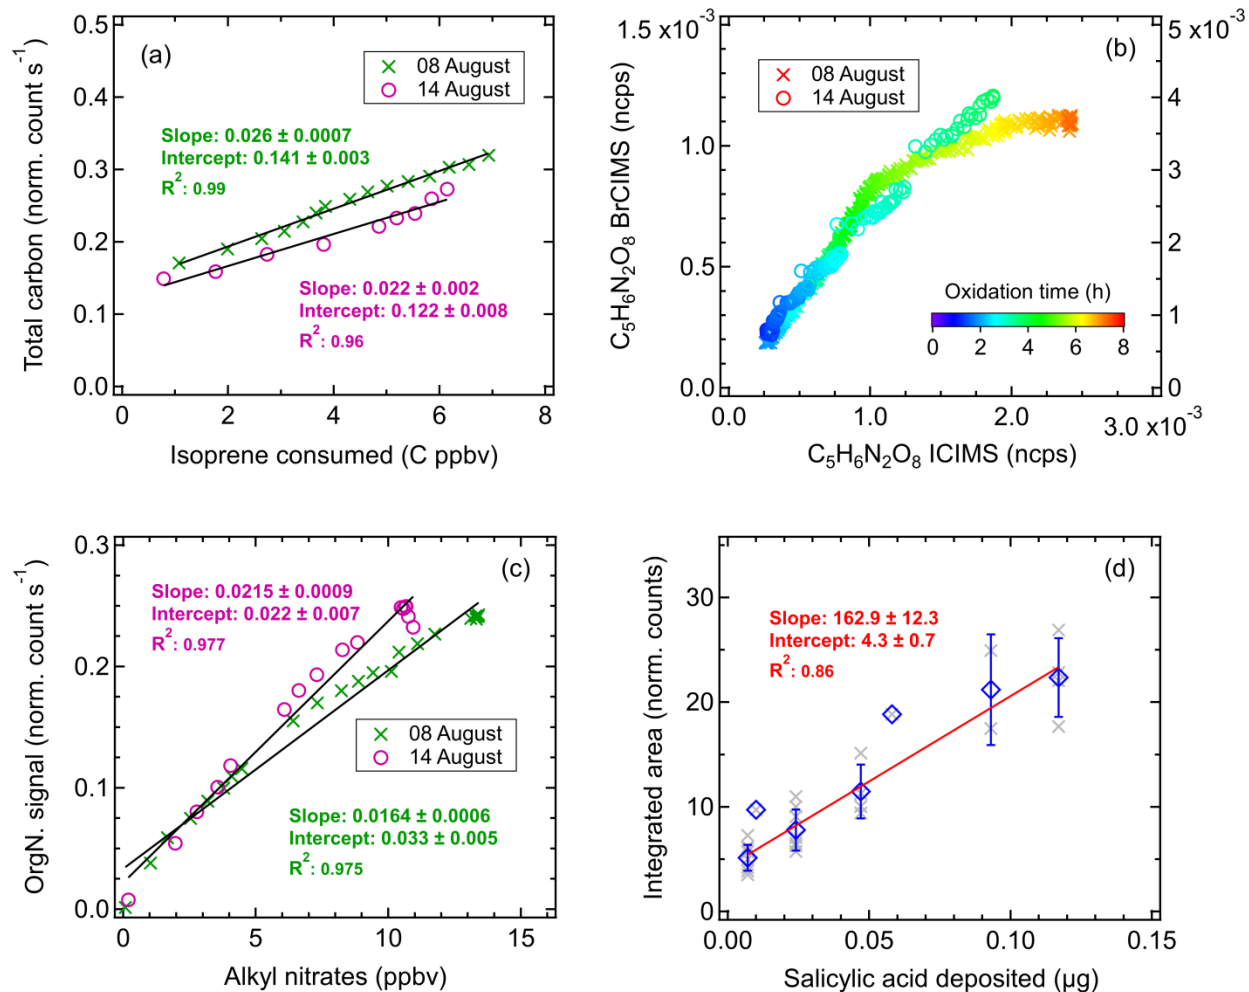 (a)
08 August
14 August
Slope: 0.026 ± 0.0007
Intercept: 0.141 ± 0.003
R²: 0.99
Slope: 0.022 ± 0.002
Intercept: 0.122 ± 0.008
R²: 0.96
Total carbon (norm. count s⁻¹)
0.5
0.4
0.3
0.2
0.1
0.0
0 2 4 6 8
Isoprene consumed (C ppbv)
(b)
08 August
14 August
Oxidation time (h)
0 2 4 6 8
C₅H₆N₂O₈ BrCIMS (ncps)
1.5 x10⁻³
1.0
0.5
0.0
5 x10⁻³
4
3
2
1
0
0.0 1.0 2.0 3.0 x10⁻³
C₅H₆N₂O₈ ICIMS (ncps)
(c)
Slope: 0.0215 ± 0.0009
Intercept: 0.022 ± 0.007
R²: 0.977
08 August
14 August
Slope: 0.0164 ± 0.0006
Intercept: 0.033 ± 0.005
R²: 0.975
OrgN. signal (norm. count s⁻¹)
0.3
0.2
0.1
0.0
0 5 10 15
Alkyl nitrates (ppbv)
(d)
Slope: 162.9 ± 12.3
Intercept: 4.3 ± 0.7
R²: 0.86
Integrated area (norm. counts)
30
20
10
0
0.00 0.05 0.10 0.15
Salicylic acid deposited (µg)